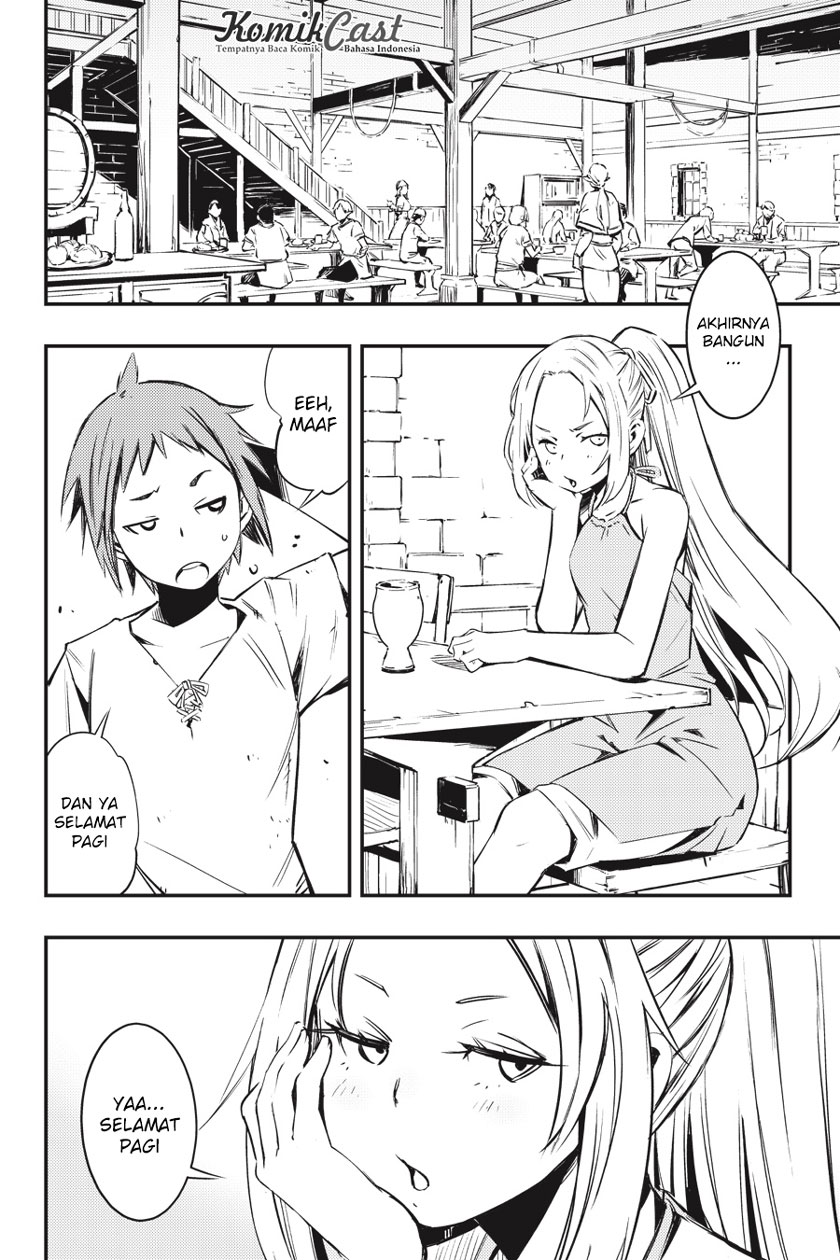 KomikCast
Tempatnya Baca Komik Bahasa Indonesia
AKHIRNYA
BANGUN
...
EEH,
MAAF
DAN YA
SELAMAT
PAGI
YAA...
SELAMAT
PAGI